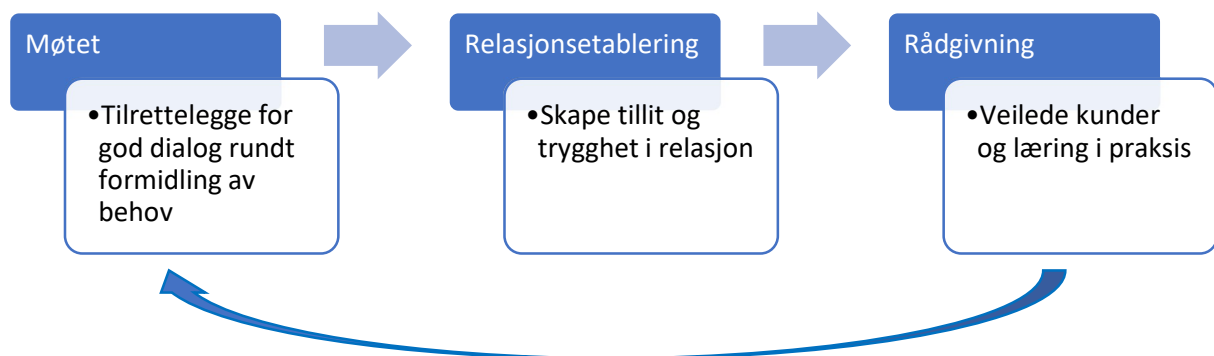 Møtet
•Tilrettelegge for
god dialog rundt
formidling av
behov
Relasjonsetablering
•Skape tillit og
trygghet i relasjon
Rådgivning
•Veilede kunder
og læring i praksis